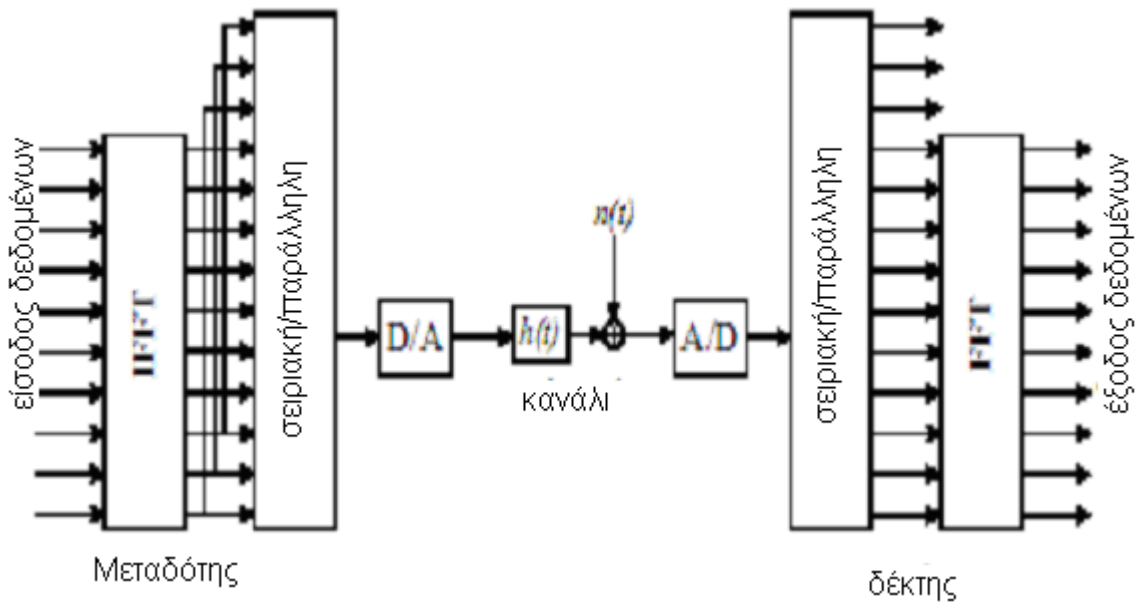 είσοδος δεδομένων
IFFT
σειριακή/παράλληλη
D/A
h(t)
κανάλι
n(t)
A/D
σειριακή/παράλληλη
FFT
έξοδος δεδομένων
Μεταδότης
δέκτης